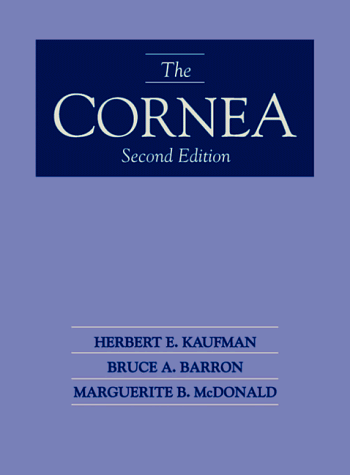 The
CORNEA
Second Edition
HERBERT E. KAUFMAN
BRUCE A. BARRON
MARGUERITE B. McDONALD